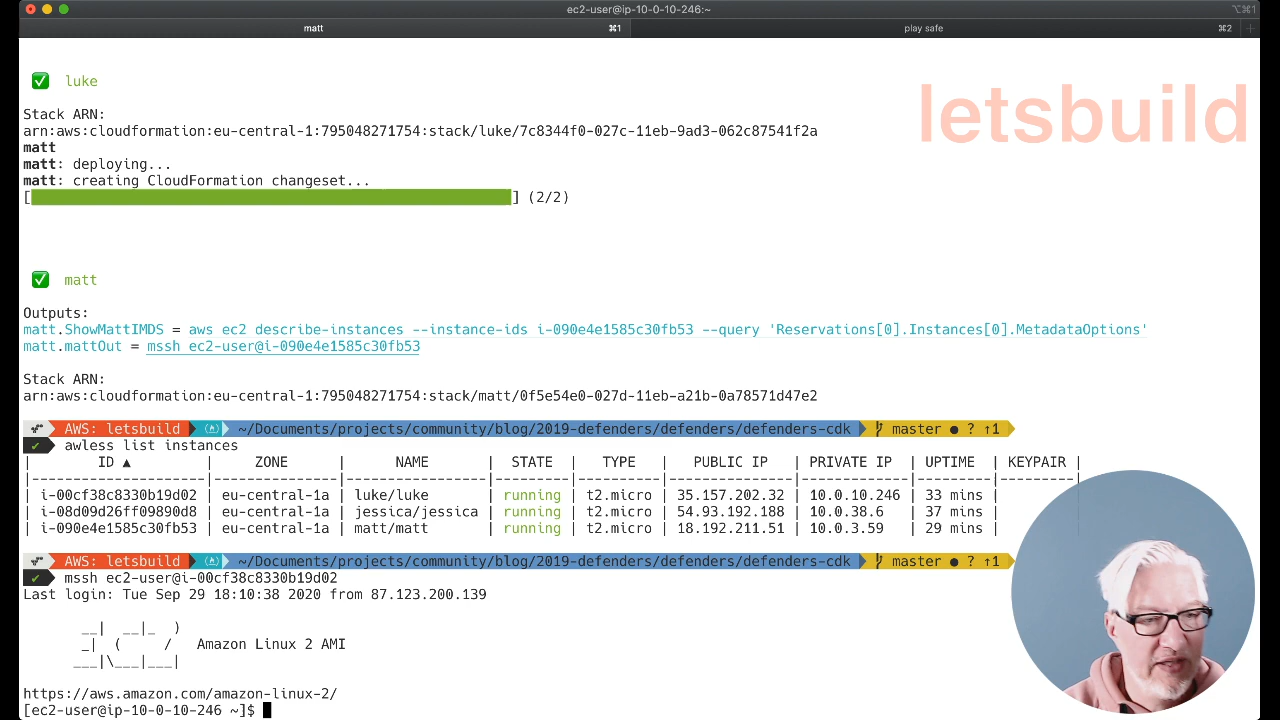 ec2-user@ip-10-0-10-246:~
⌥⌘1
matt ⌘1 play safe ⌘2 +
letsbuild
✅ luke
Stack ARN:
arn:aws:cloudformation:eu-central-1:795048271754:stack/luke/7c8344f0-027c-11eb-9ad3-062c87541f2a
matt
matt: deploying...
matt: creating CloudFormation changeset...
[ ] (2/2)
✅ matt
Outputs:
matt.ShowMattIMDS = aws ec2 describe-instances --instance-ids i-090e4e1585c30fb53 --query 'Reservations[0].Instances[0].MetadataOptions'
matt.mattOut = mssh ec2-user@i-090e4e1585c30fb53
Stack ARN:
arn:aws:cloudformation:eu-central-1:795048271754:stack/matt/0f5e54e0-027d-11eb-a21b-0a78571d47e2
AWS: letsbuild ~/Documents/projects/community/blog/2019-defenders/defenders/defenders-cdk master ● ? ↑1
✔ awless list instances
| ID ▲ | ZONE | NAME | STATE | TYPE | PUBLIC IP | PRIVATE IP | UPTIME | KEYPAIR |
|---------------------|---------------|-----------------|---------|----------|----------------|------------|---------|---------|
| i-00cf38c8330b19d02 | eu-central-1a | luke/luke | running | t2.micro | 35.157.202.32 | 10.0.10.246 | 33 mins |
| i-08d09d26ff09890d8 | eu-central-1a | jessica/jessica | running | t2.micro | 54.93.192.188 | 10.0.38.6 | 37 mins |
| i-090e4e1585c30fb53 | eu-central-1a | matt/matt | running | t2.micro | 18.192.211.51 | 10.0.3.59 | 29 mins |
AWS: letsbuild ~/Documents/projects/community/blog/2019-defenders/defenders/defenders-cdk master ● ? ↑1
✔ mssh ec2-user@i-00cf38c8330b19d02
Last login: Tue Sep 29 18:10:38 2020 from 87.123.200.139
__| __|_ )
_| ( / Amazon Linux 2 AMI
___|\___|___|
https://aws.amazon.com/amazon-linux-2/
[ec2-user@ip-10-0-10-246 ~]$